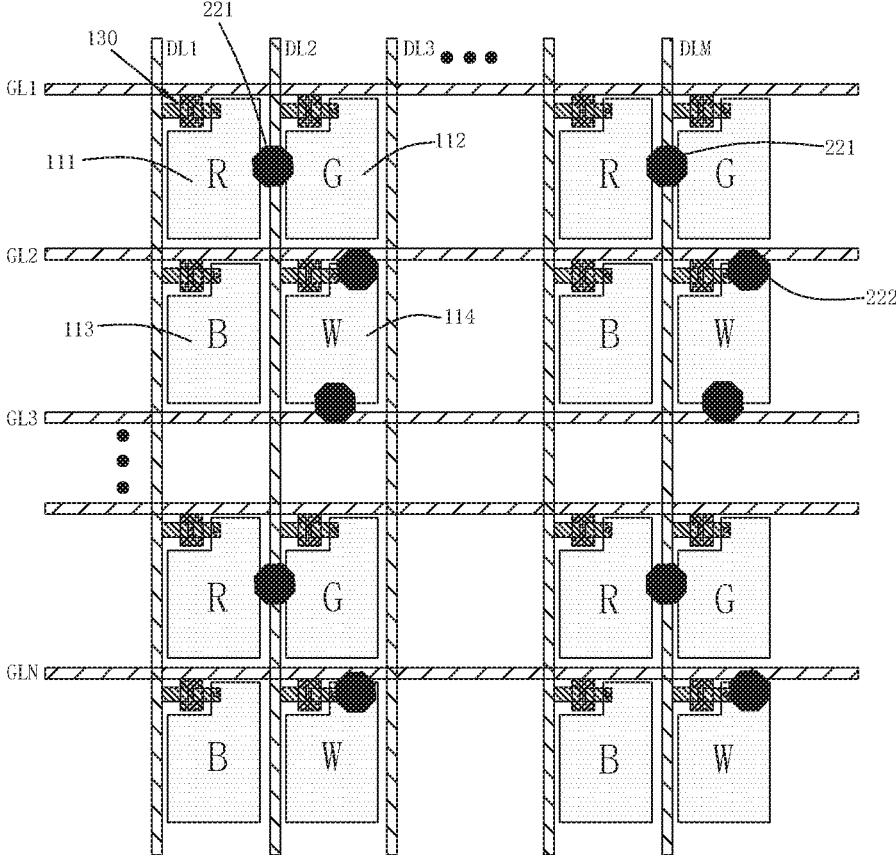 221
130 DL1 DL2 DL3 DLM
GL1
111 R G 112 R G 221
GL2
222
113 B W 114 B W
GL3
R G R G
GLN
B W B W